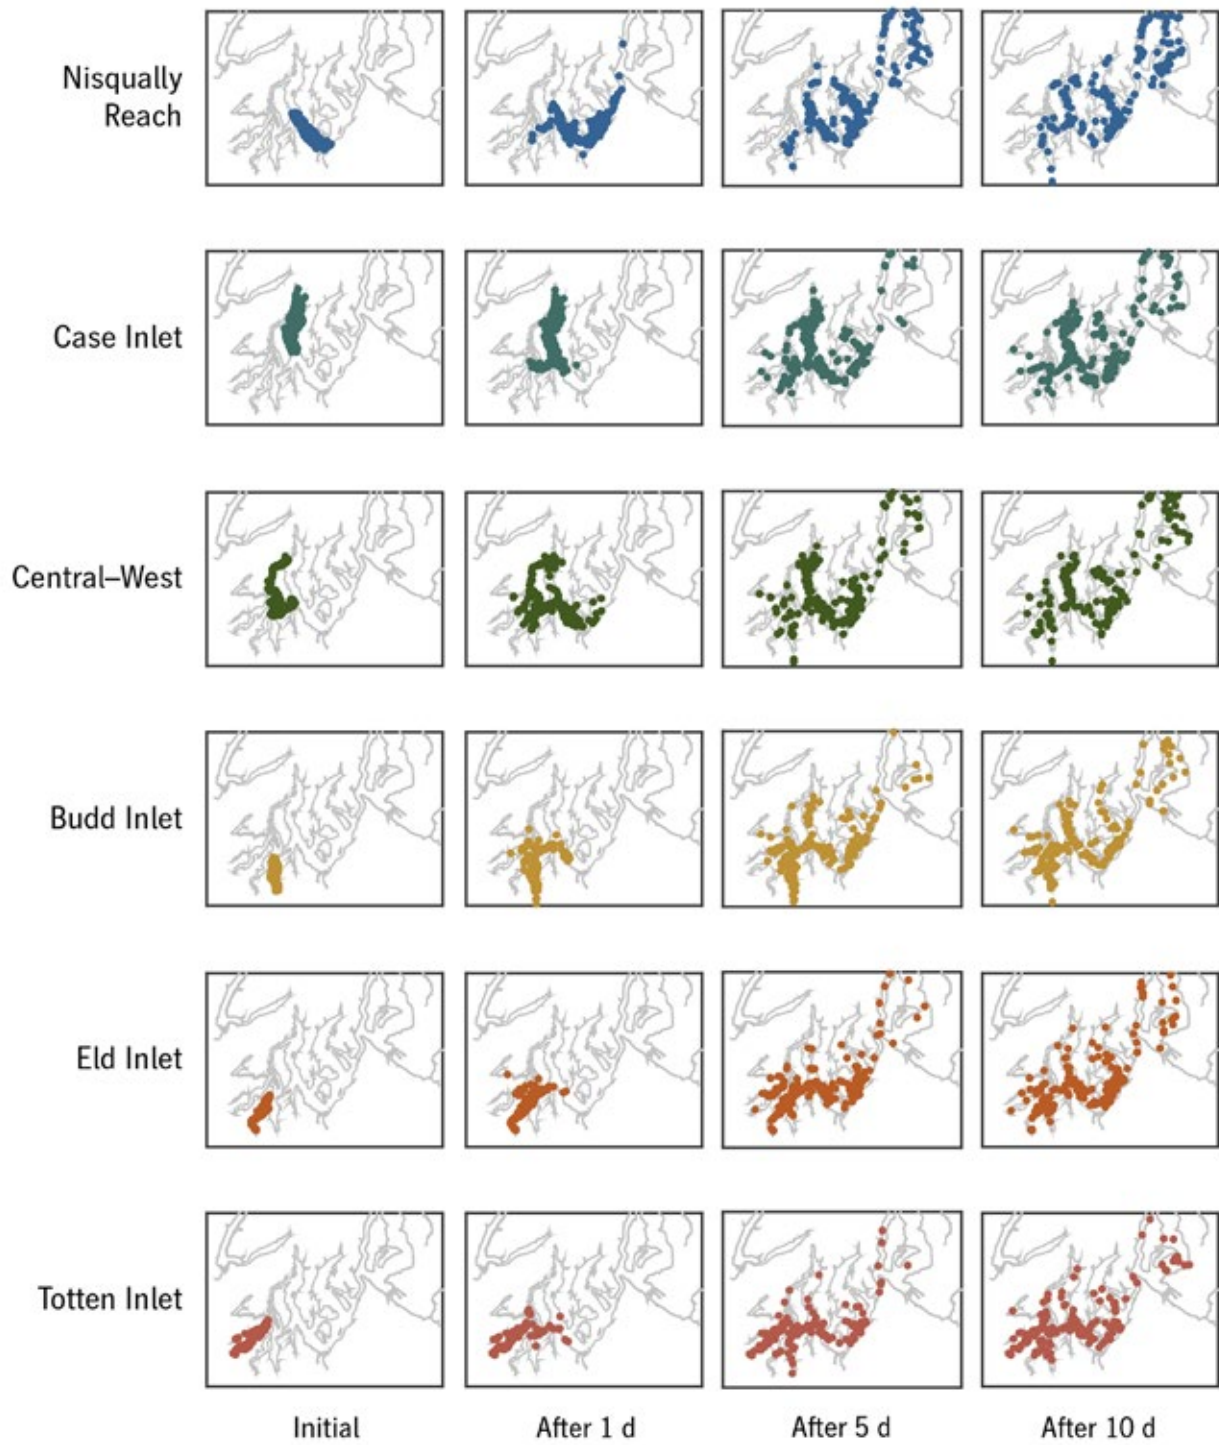 Nisqually
Reach
Case Inlet
Central–West
Budd Inlet
Eld Inlet
Totten Inlet
Initial
After 1 d
After 5 d
After 10 d